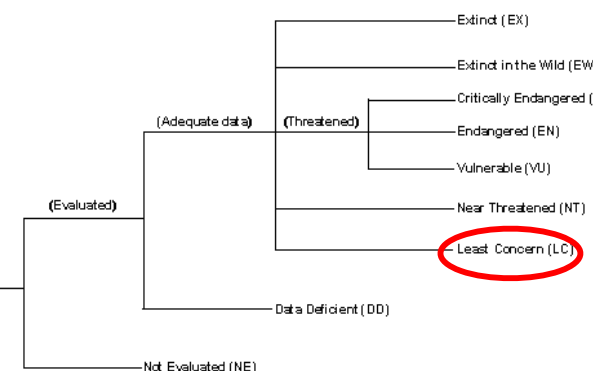 Extinct (EX)
Extinct in the Wild (EW
Critically Endangered (
(Adequate data)
(Threatened)
Endangered (EN)
Vulnerable (VU)
(Evaluated)
Near Threatened (NT)
Least Concern (LC)
Data Deficient (DD)
Not Evaluated (NE)